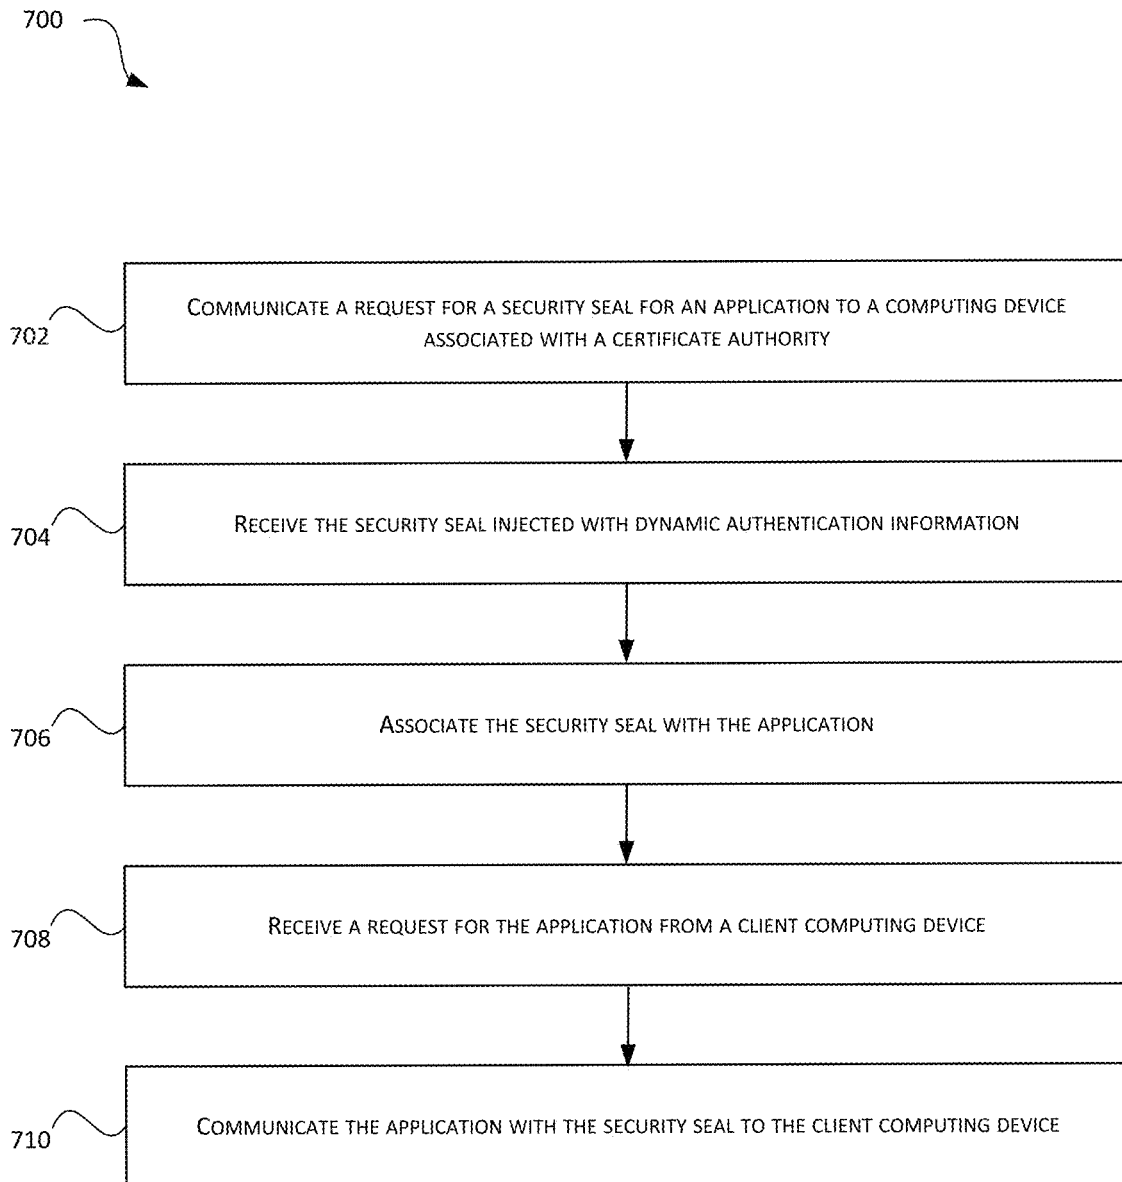 700
COMMUNICATE A REQUEST FOR A SECURITY SEAL FOR AN APPLICATION TO A COMPUTING DEVICE
ASSOCIATED WITH A CERTIFICATE AUTHORITY
702
RECEIVE THE SECURITY SEAL INJECTED WITH DYNAMIC AUTHENTICATION INFORMATION
704
ASSOCIATE THE SECURITY SEAL WITH THE APPLICATION
706
RECEIVE A REQUEST FOR THE APPLICATION FROM A CLIENT COMPUTING DEVICE
708
COMMUNICATE THE APPLICATION WITH THE SECURITY SEAL TO THE CLIENT COMPUTING DEVICE
710